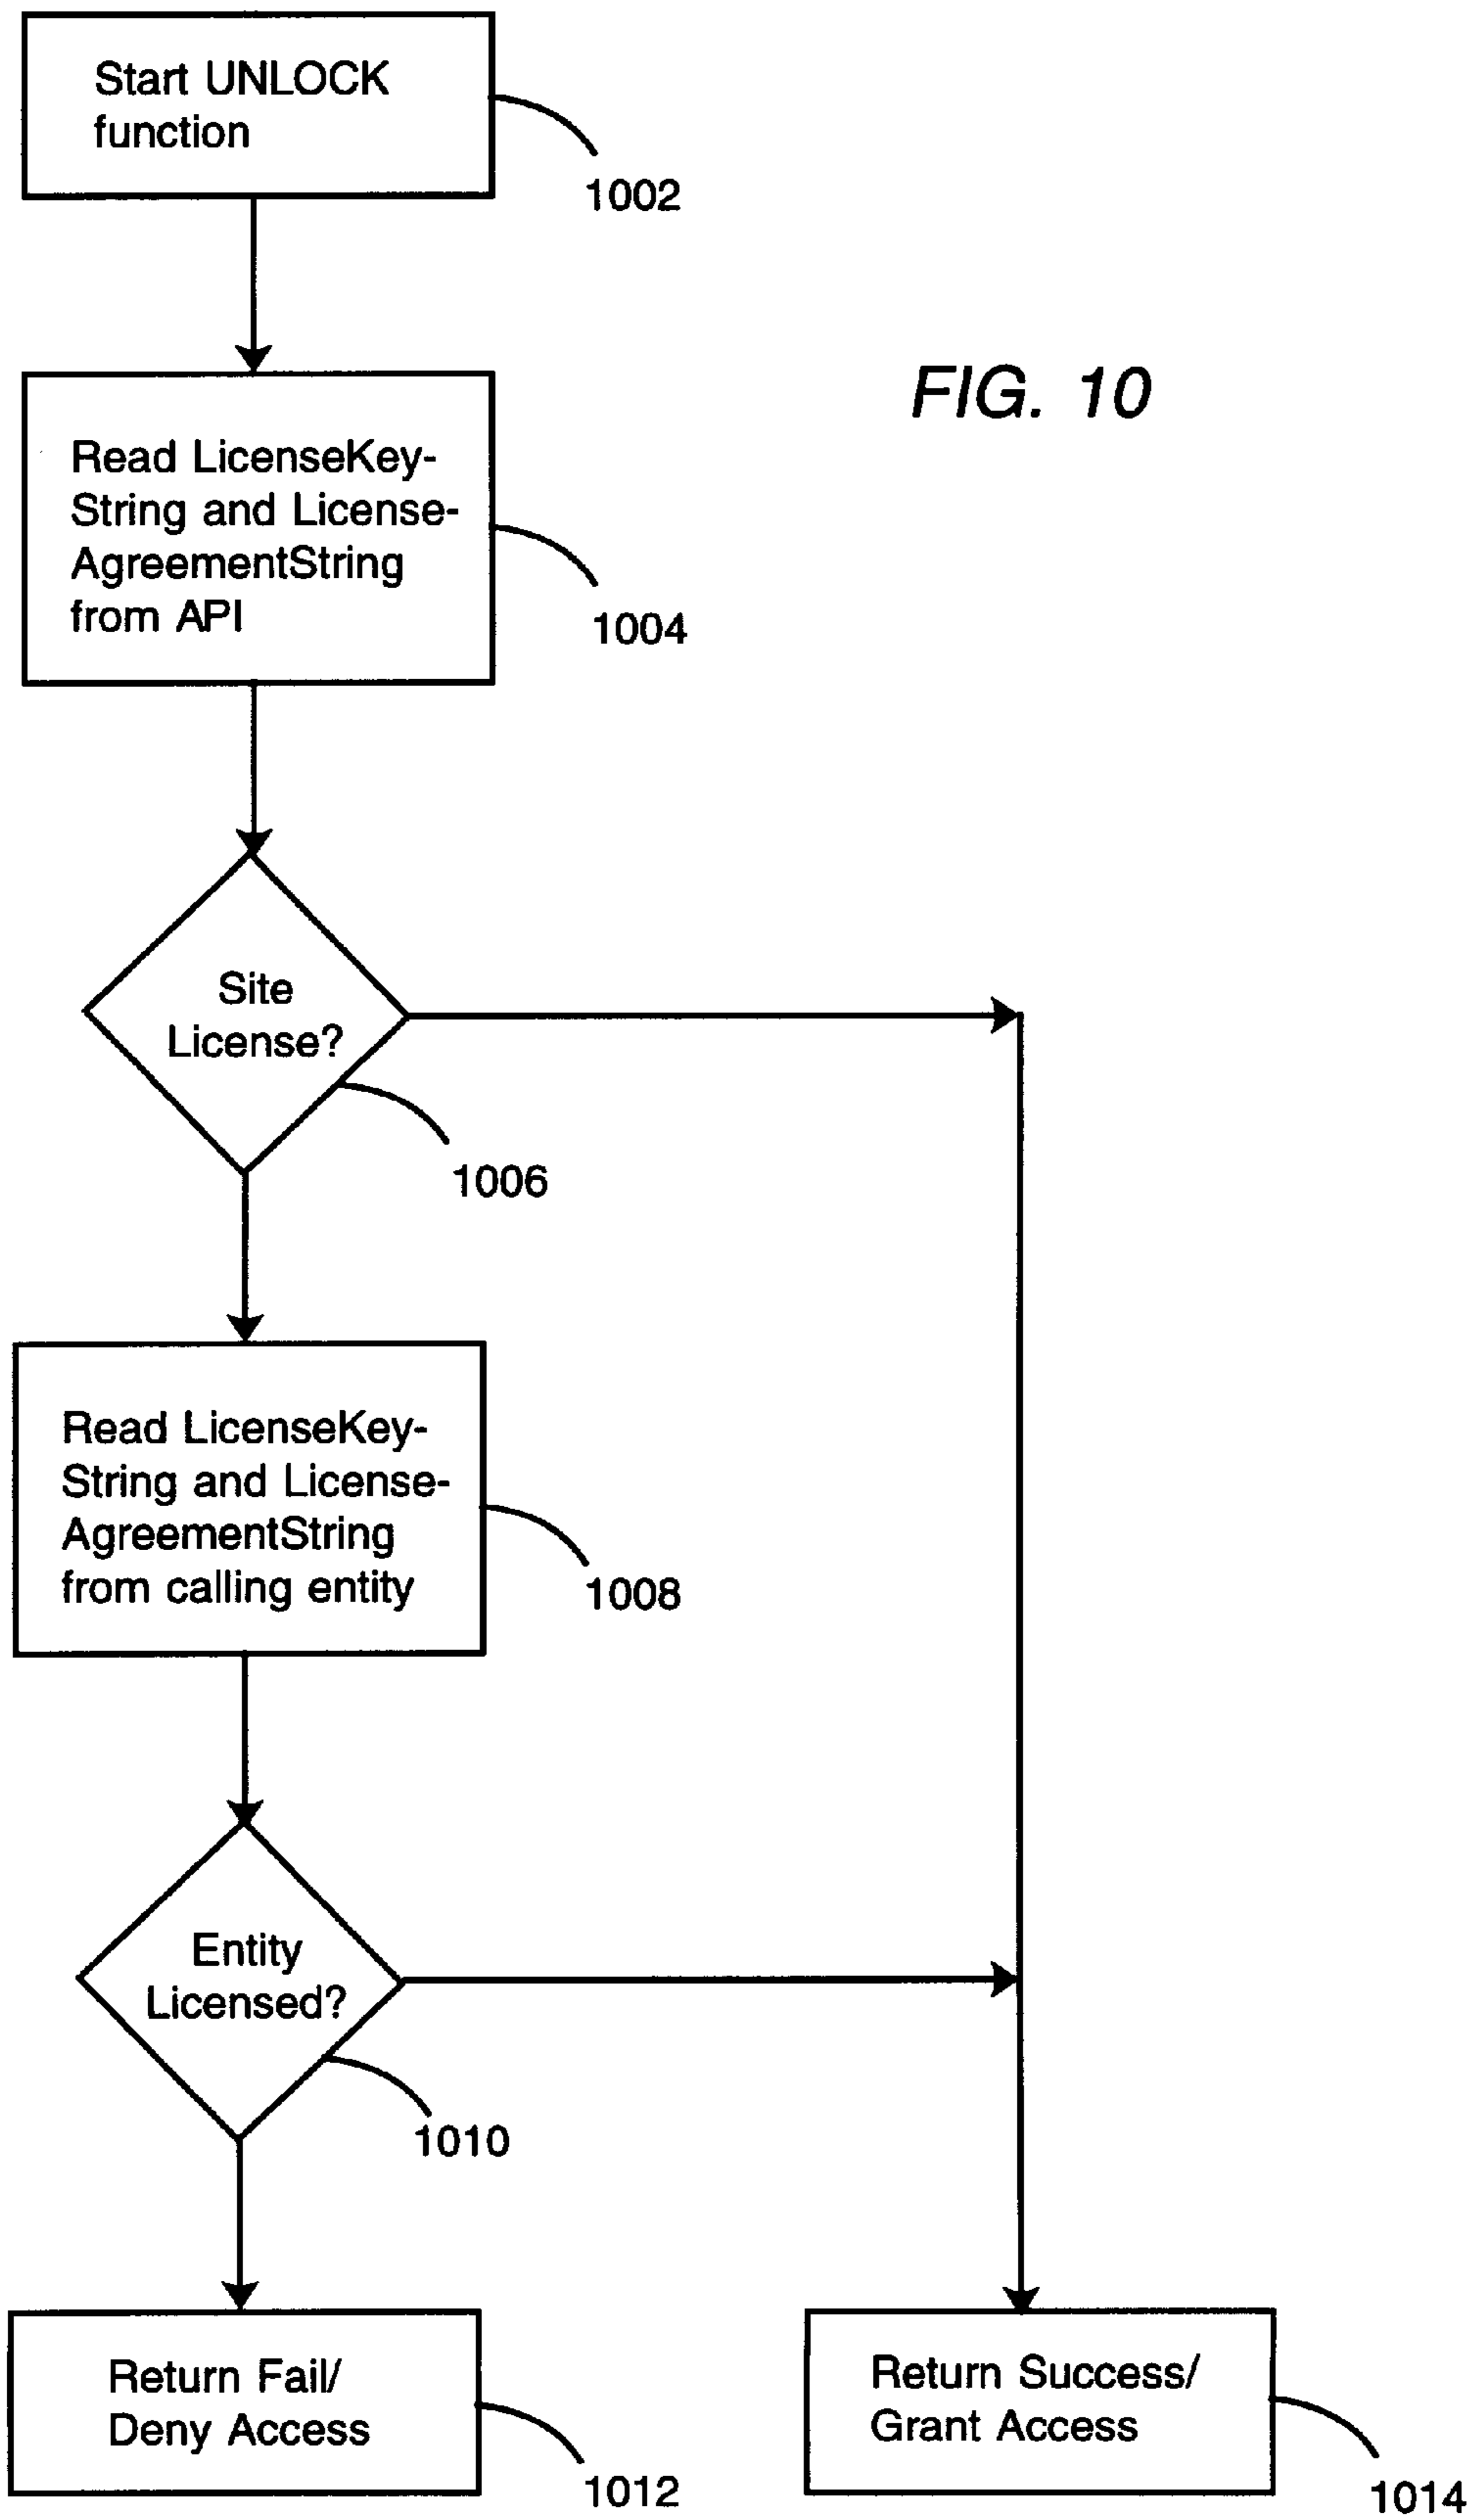 Start UNLOCK
function
1002
FIG. 10
Read LicenseKey-
String and License-
AgreementString
from API
1004
Site
License?
1006
Read LicenseKey-
String and License-
AgreementString
from calling entity
1008
Entity
Licensed?
1010
Return Fail/
Deny Access
1012
Return Success/
Grant Access
1014